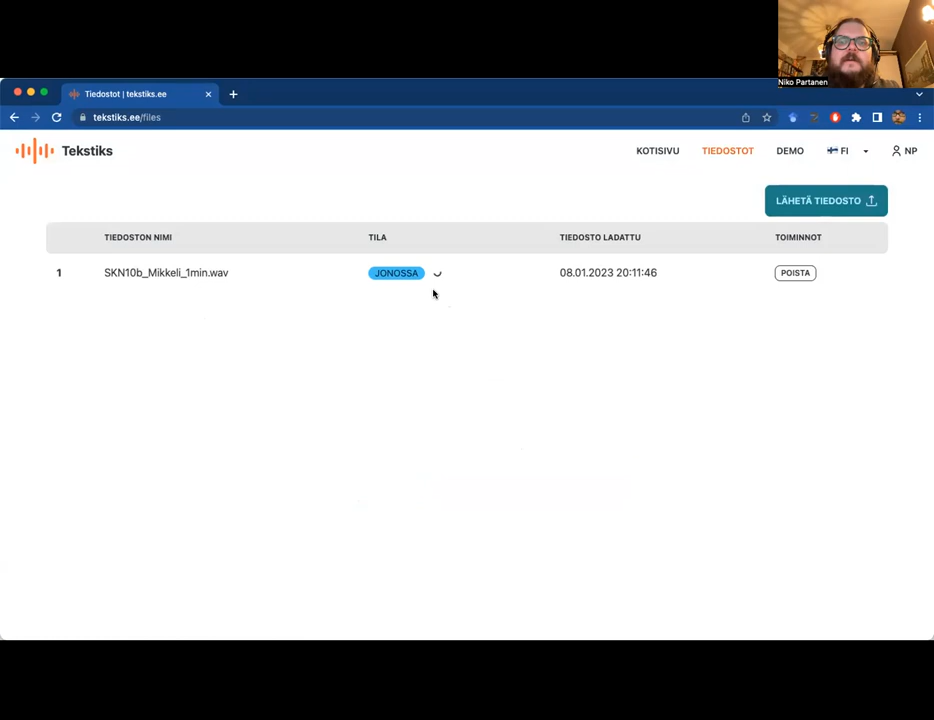 Niko Partanen
Tiedostot | tekstiks.ee
tekstiks.ee/files
Tekstiks
KOTISIVU TIEDOSTOT DEMO FI NP
LÄHETÄ TIEDOSTO
TIEDOSTON NIMI TILA TIEDOSTO LADATTU TOIMINNOT
1 SKN10b_Mikkeli_1min.wav JONOSSA 08.01.2023 20:11:46 POISTA